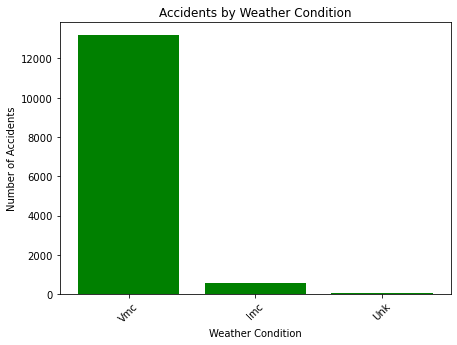 Accidents by Weather Condition
Number of Accidents
12000
10000
8000
6000
4000
2000
0
Vmc
Imc
Unk
Weather Condition